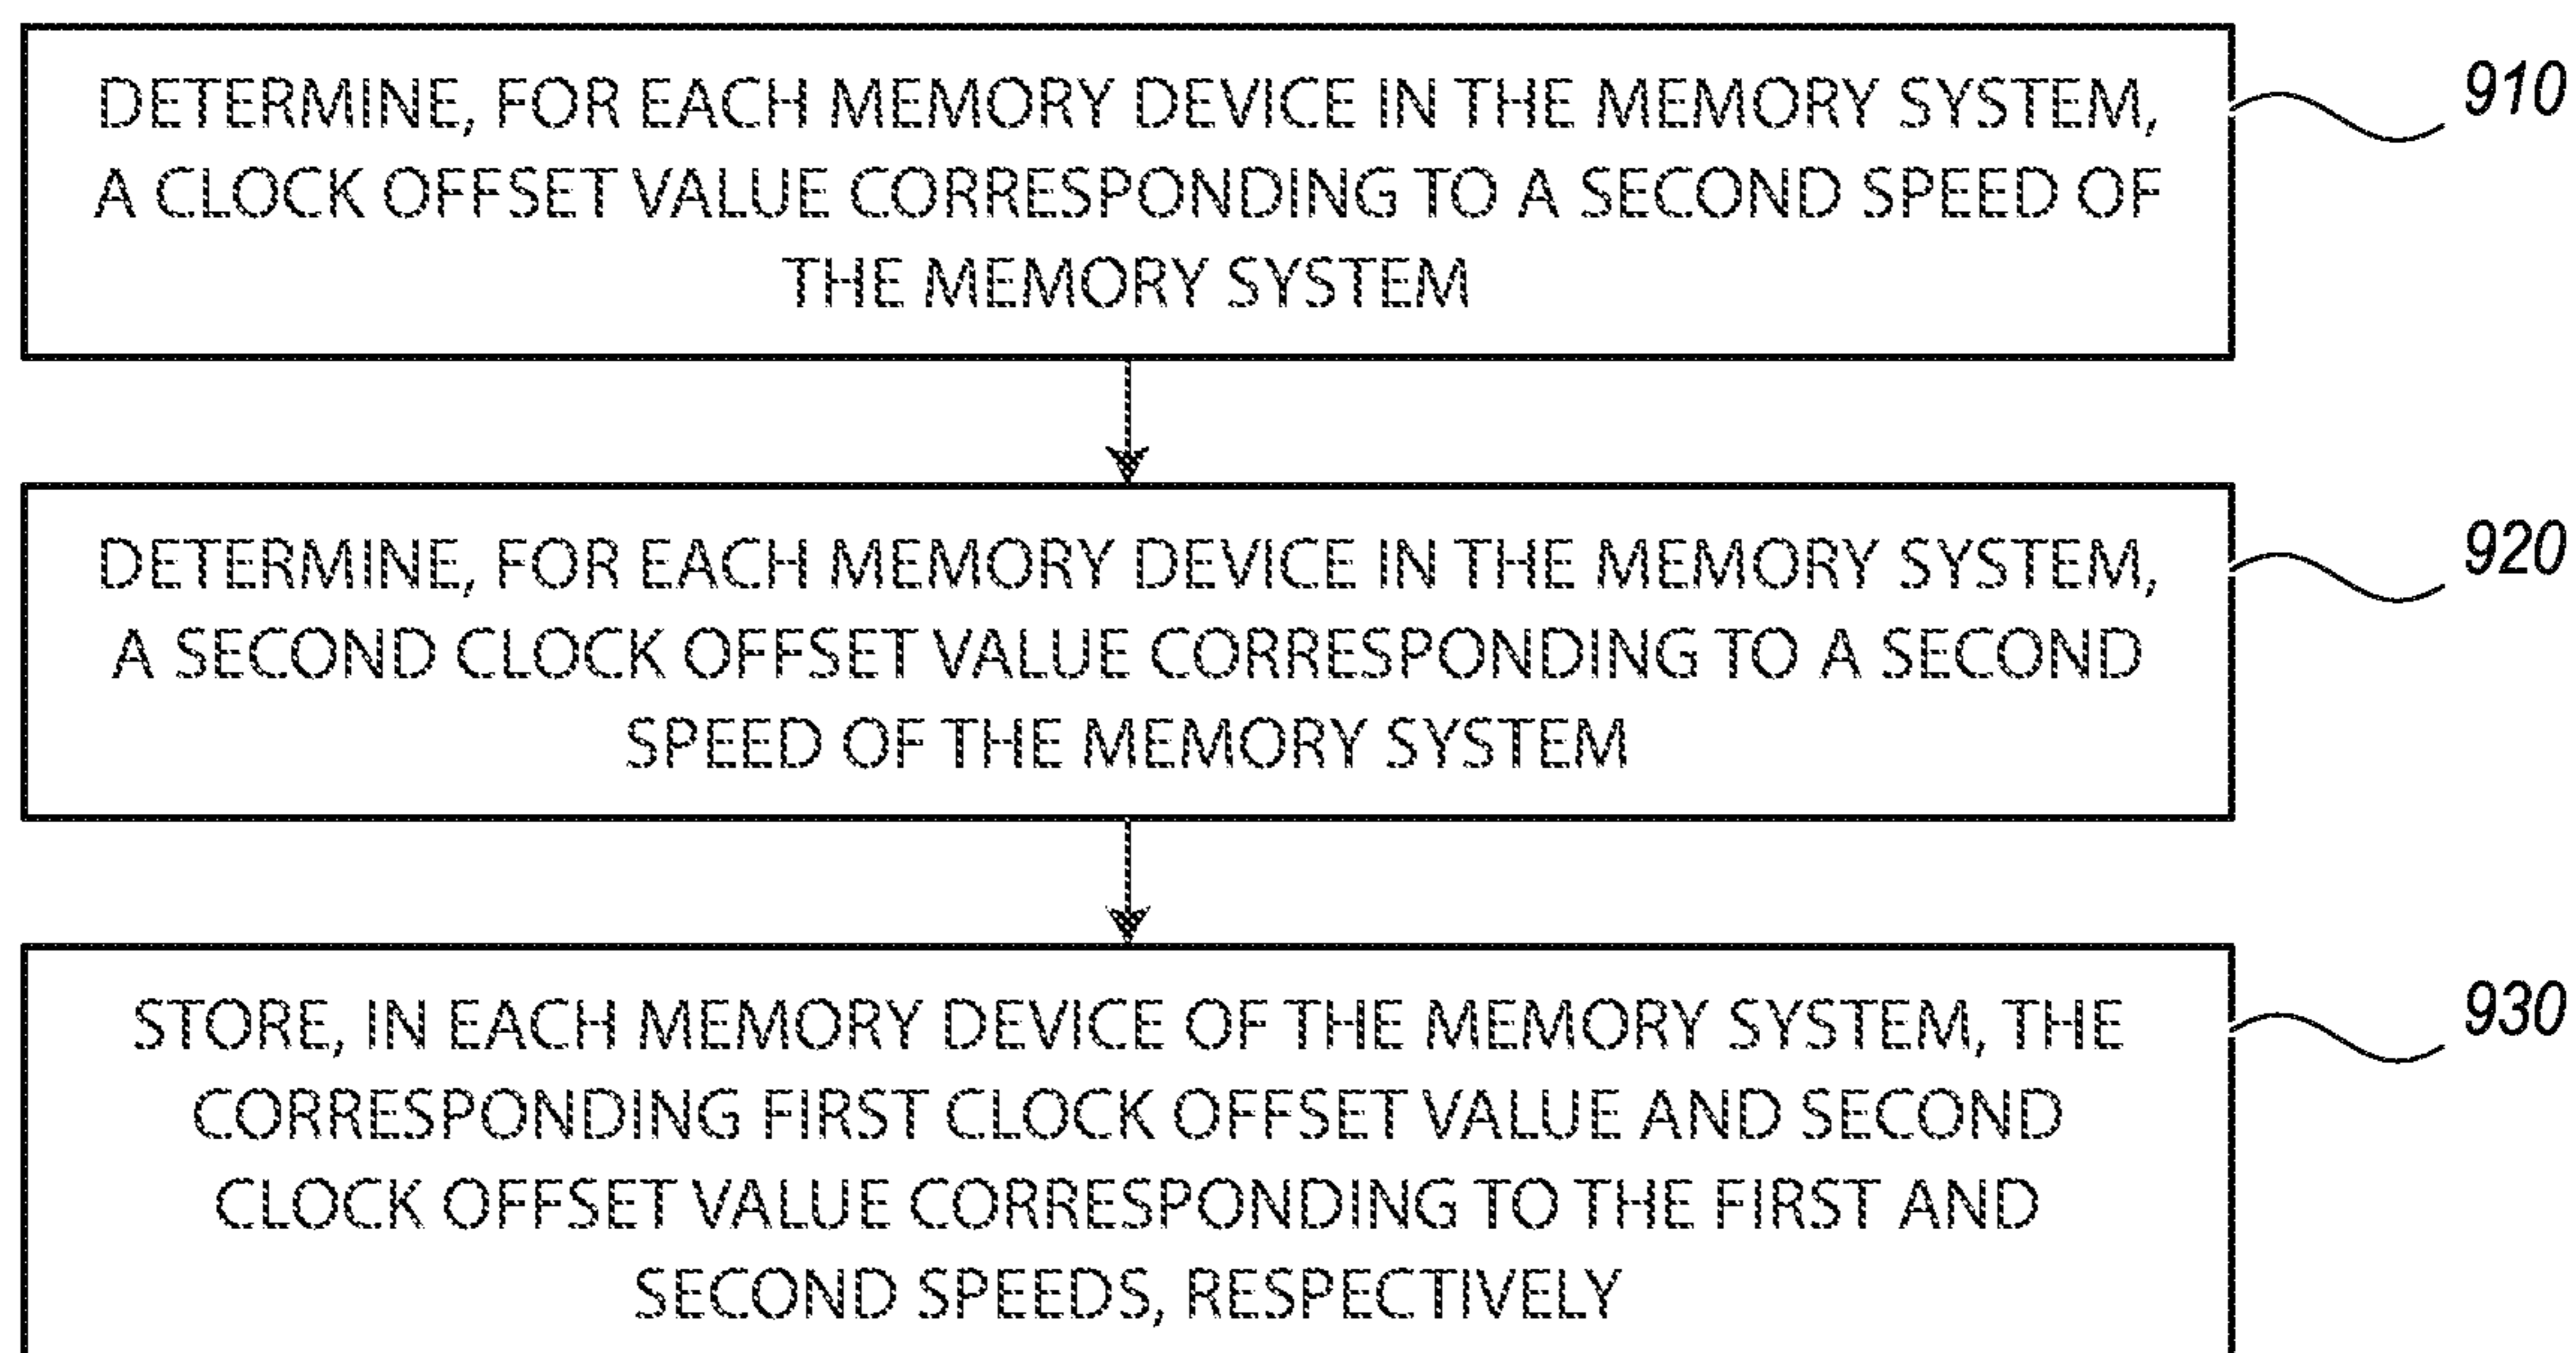 DETERMINE, FOR EACH MEMORY DEVICE IN THE MEMORY SYSTEM,
A CLOCK OFFSET VALUE CORRESPONDING TO A SECOND SPEED OF
THE MEMORY SYSTEM
910
DETERMINE, FOR EACH MEMORY DEVICE IN THE MEMORY SYSTEM,
A SECOND CLOCK OFFSET VALUE CORRESPONDING TO A SECOND
SPEED OF THE MEMORY SYSTEM
920
STORE, IN EACH MEMORY DEVICE OF THE MEMORY SYSTEM, THE
CORRESPONDING FIRST CLOCK OFFSET VALUE AND SECOND
CLOCK OFFSET VALUE CORRESPONDING TO THE FIRST AND
SECOND SPEEDS, RESPECTIVELY
930